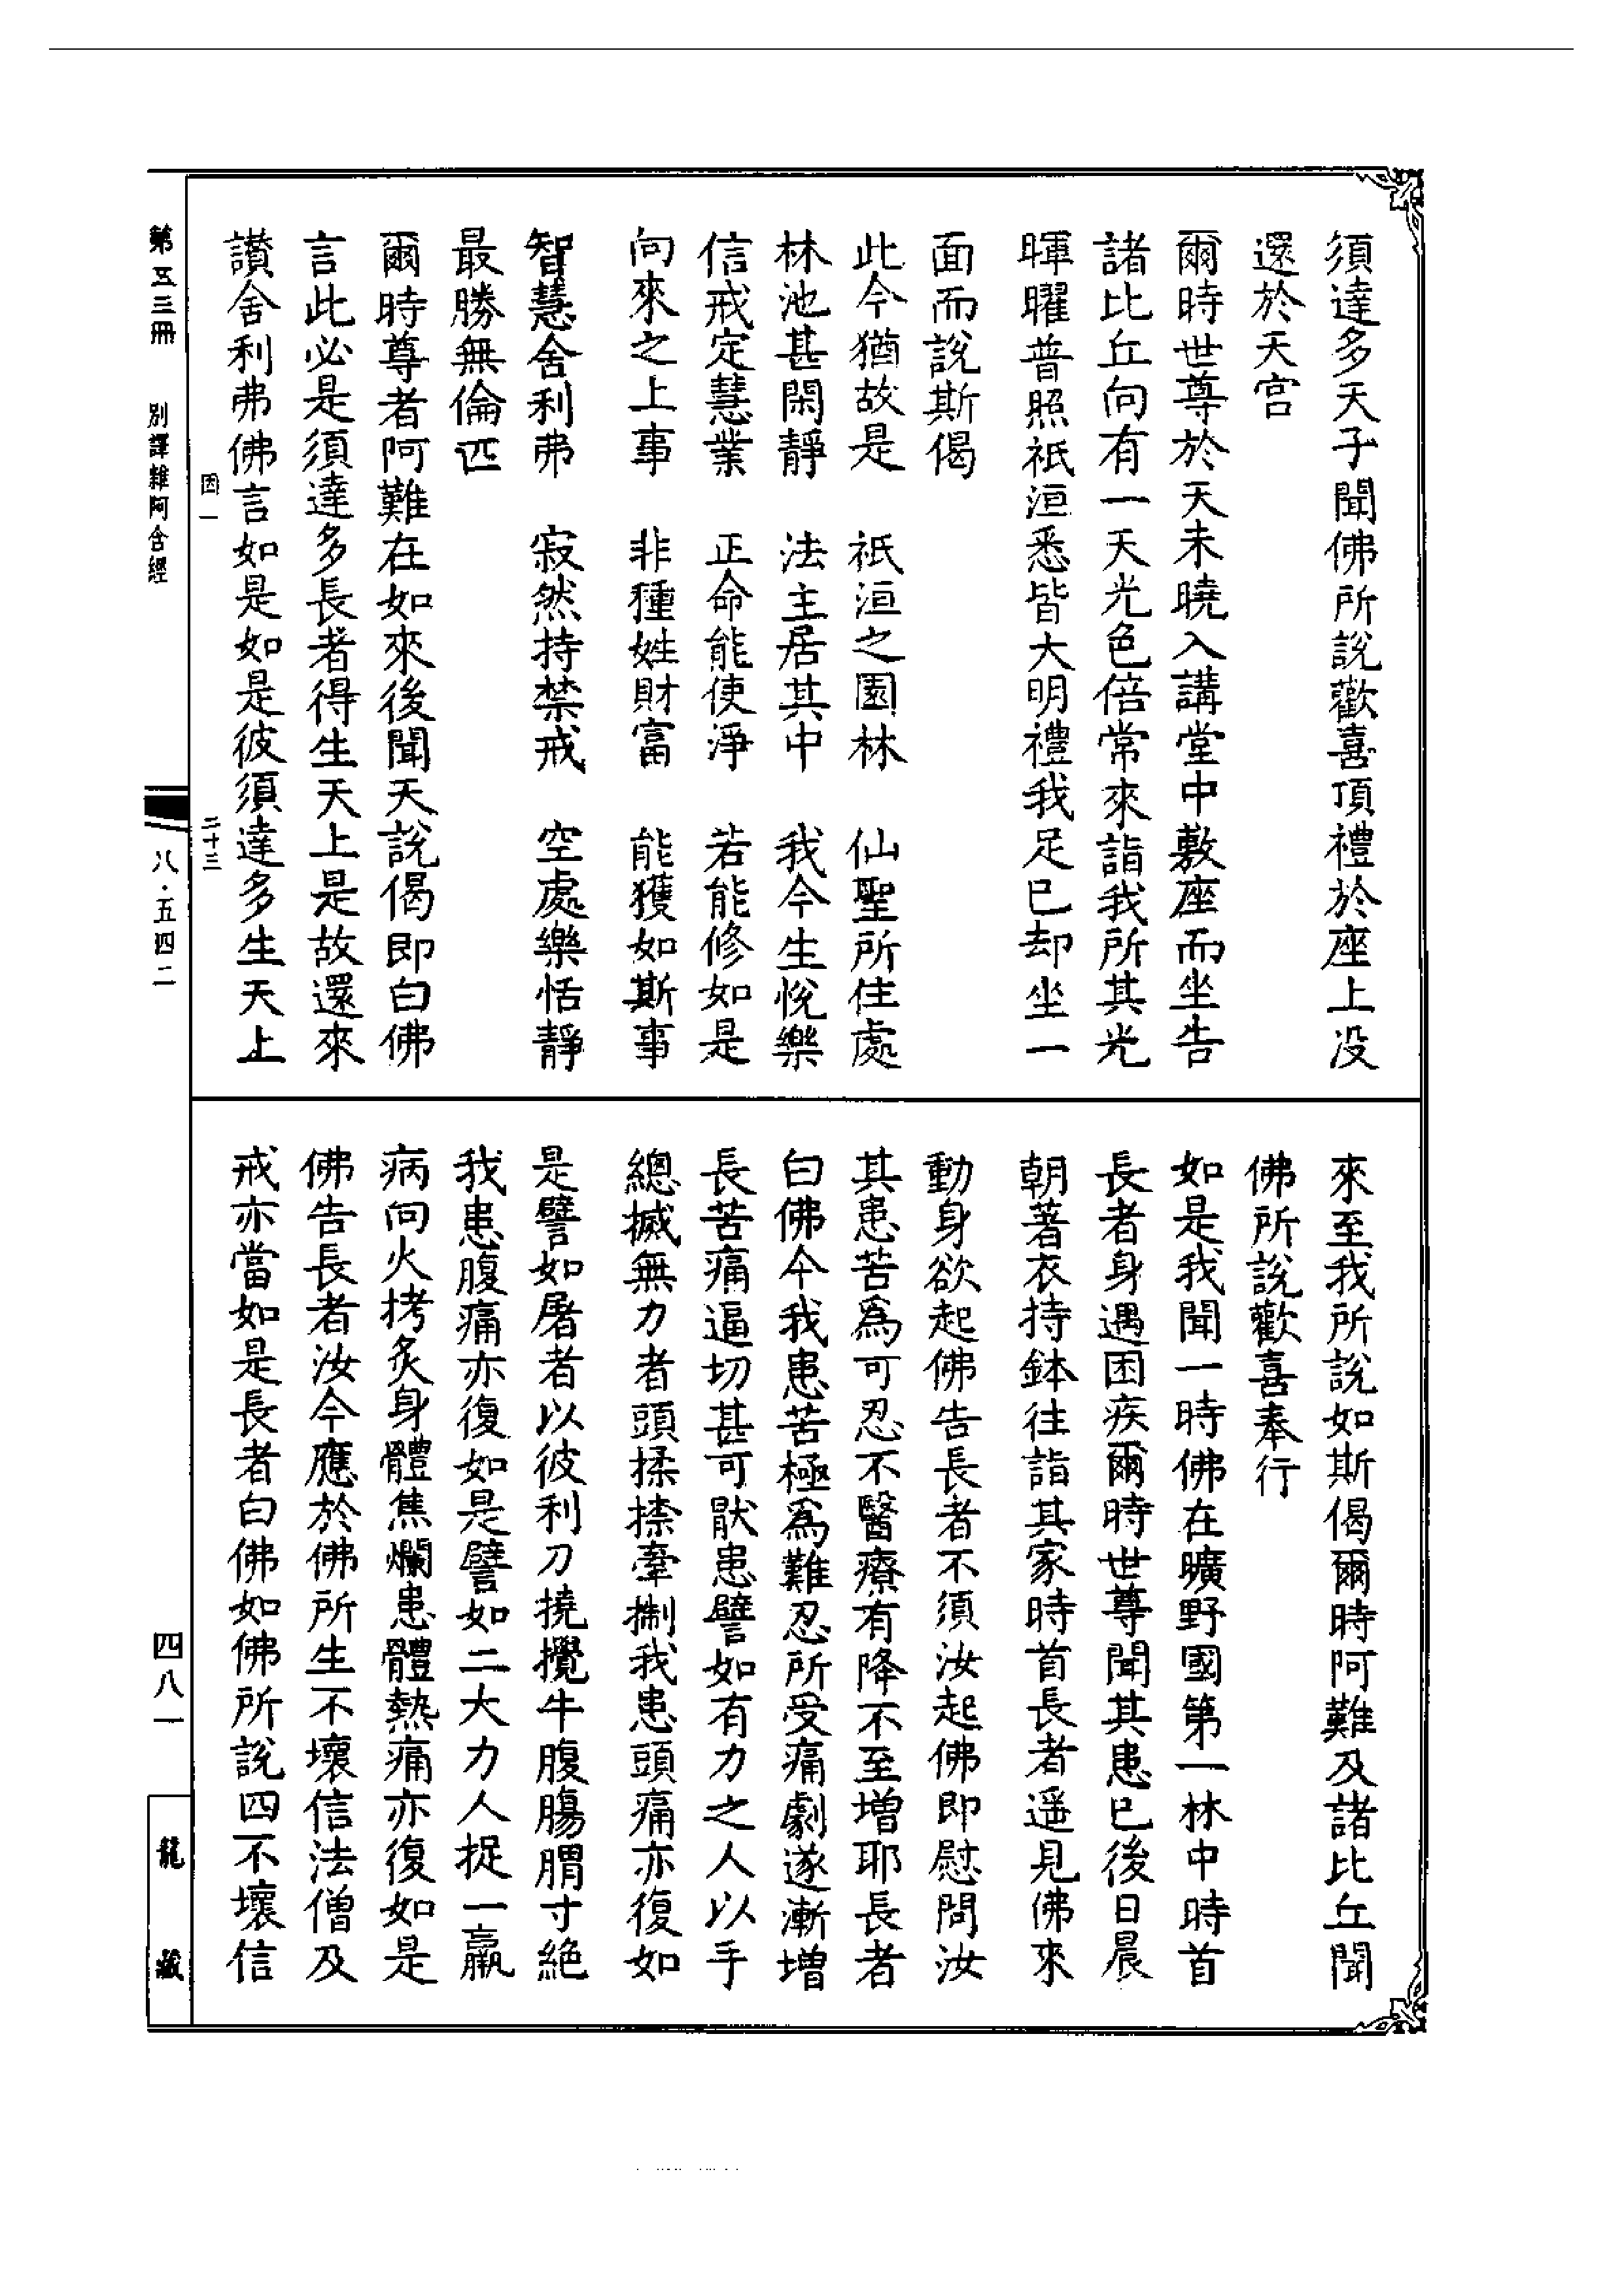 須達多天子聞佛所說歡喜頂禮於座上没
還於天宫
爾時世尊於天未曉入講堂中敷座而坐告
諸比丘向有一天光色倍常來詣我所其光
暉曜普照祇洹悉皆大明禮我足已却坐一
面而說斯偈
此今猶故是　祇洹之園林　仙聖所住處
林池甚閑靜　法主居其中　我今生悅樂
信戒定慧業　正命能使淨　若能修如是
向來之上事　非種姓財富　能獲如斯事
智慧舍利弗　寂然持禁戒　空處樂恬靜
最勝無倫匹
爾時尊者阿難在如來後聞天說偈即白佛
言此必是須達多長者得生天上是故還來
讃舍利弗佛言如是如是彼須達多生天上
來至我所說如斯偈爾時阿難及諸比丘聞
佛所說歡喜奉行
如是我聞一時佛在曠野國第一林中時首
長者身遇困疾爾時世尊聞其患已後日晨
朝著衣持鉢往詣其家時首長者遥見佛來
動身欲起佛告長者不須汝起佛即慰問汝
其患苦爲可忍不醫療有降不至增耶長者
白佛今我患苦極爲難忍所受痛劇遂漸增
長苦痛逼切甚可猒患譬如有力之人以手
總搣無力者頭揉捺牽掣我患頭痛亦復如
是譬如屠者以彼利刀撓攪牛腹腸膶寸絶
我患腹痛亦復如是譬如二大力人捉一羸
病向火拷炙身體焦爛患體熱痛亦復如是
佛告長者汝今應於佛所生不壞信法僧及
戒亦當如是長者白佛如佛所說四不壞信
因一
二十三
第五三冊　別譯雜阿含經
八·五四二
四八一
龍藏